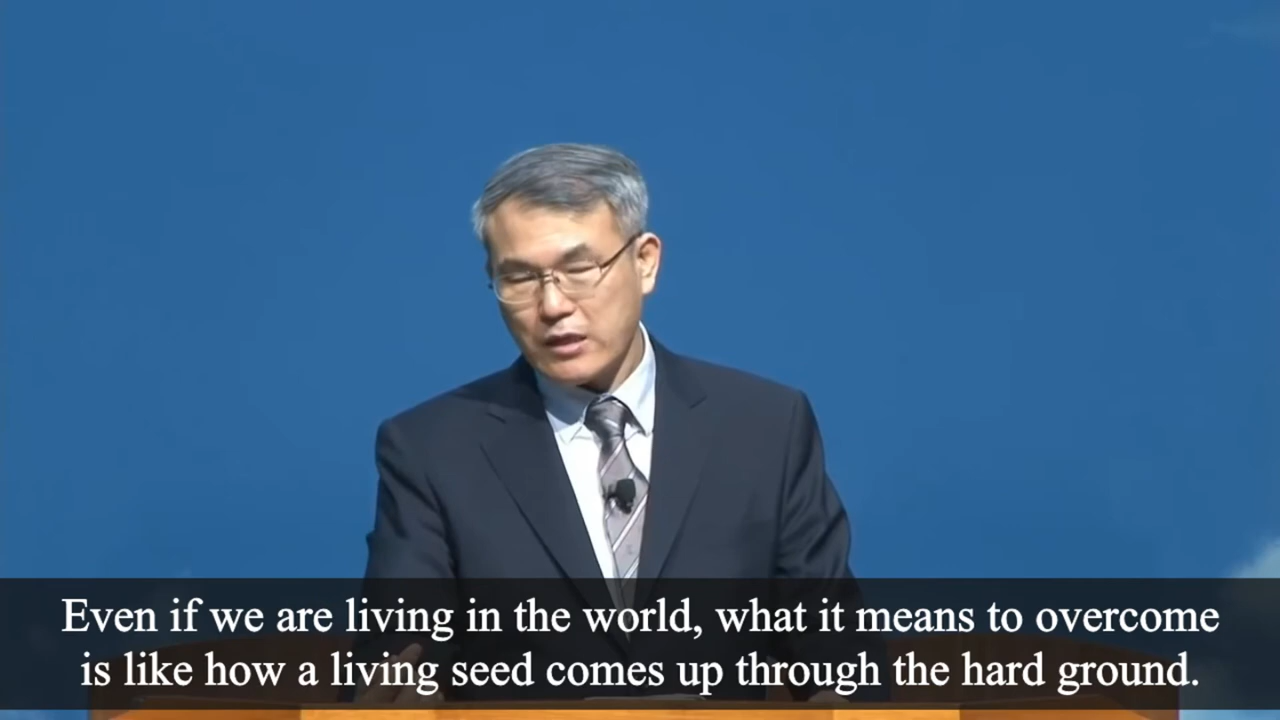 Even if we are living in the world, what it means to overcome
is like how a living seed comes up through the hard ground.